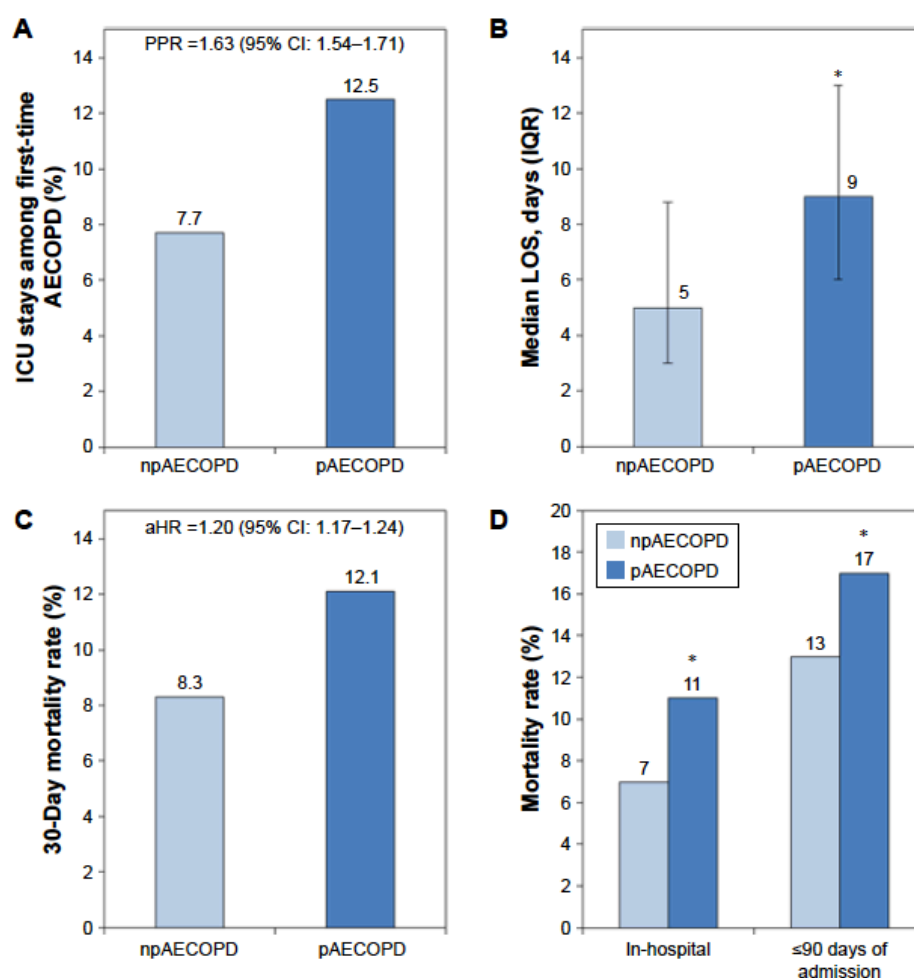 A
PPR =1.63 (95% CI: 1.54–1.71)
ICU stays among first-time
AECOPD (%)
14
12
10
8
6
4
2
0
7.7
12.5
npAECOPD
pAECOPD
B
Median LOS, days (IQR)
14
12
10
8
6
4
2
0
5
*
9
npAECOPD
pAECOPD
C
aHR =1.20 (95% CI: 1.17–1.24)
30-Day mortality rate (%)
14
12
10
8
6
4
2
0
8.3
12.1
npAECOPD
pAECOPD
D
Mortality rate (%)
20
18
16
14
12
10
8
6
4
2
0
npAECOPD
pAECOPD
7
*
11
13
*
17
In-hospital
≤90 days of
admission